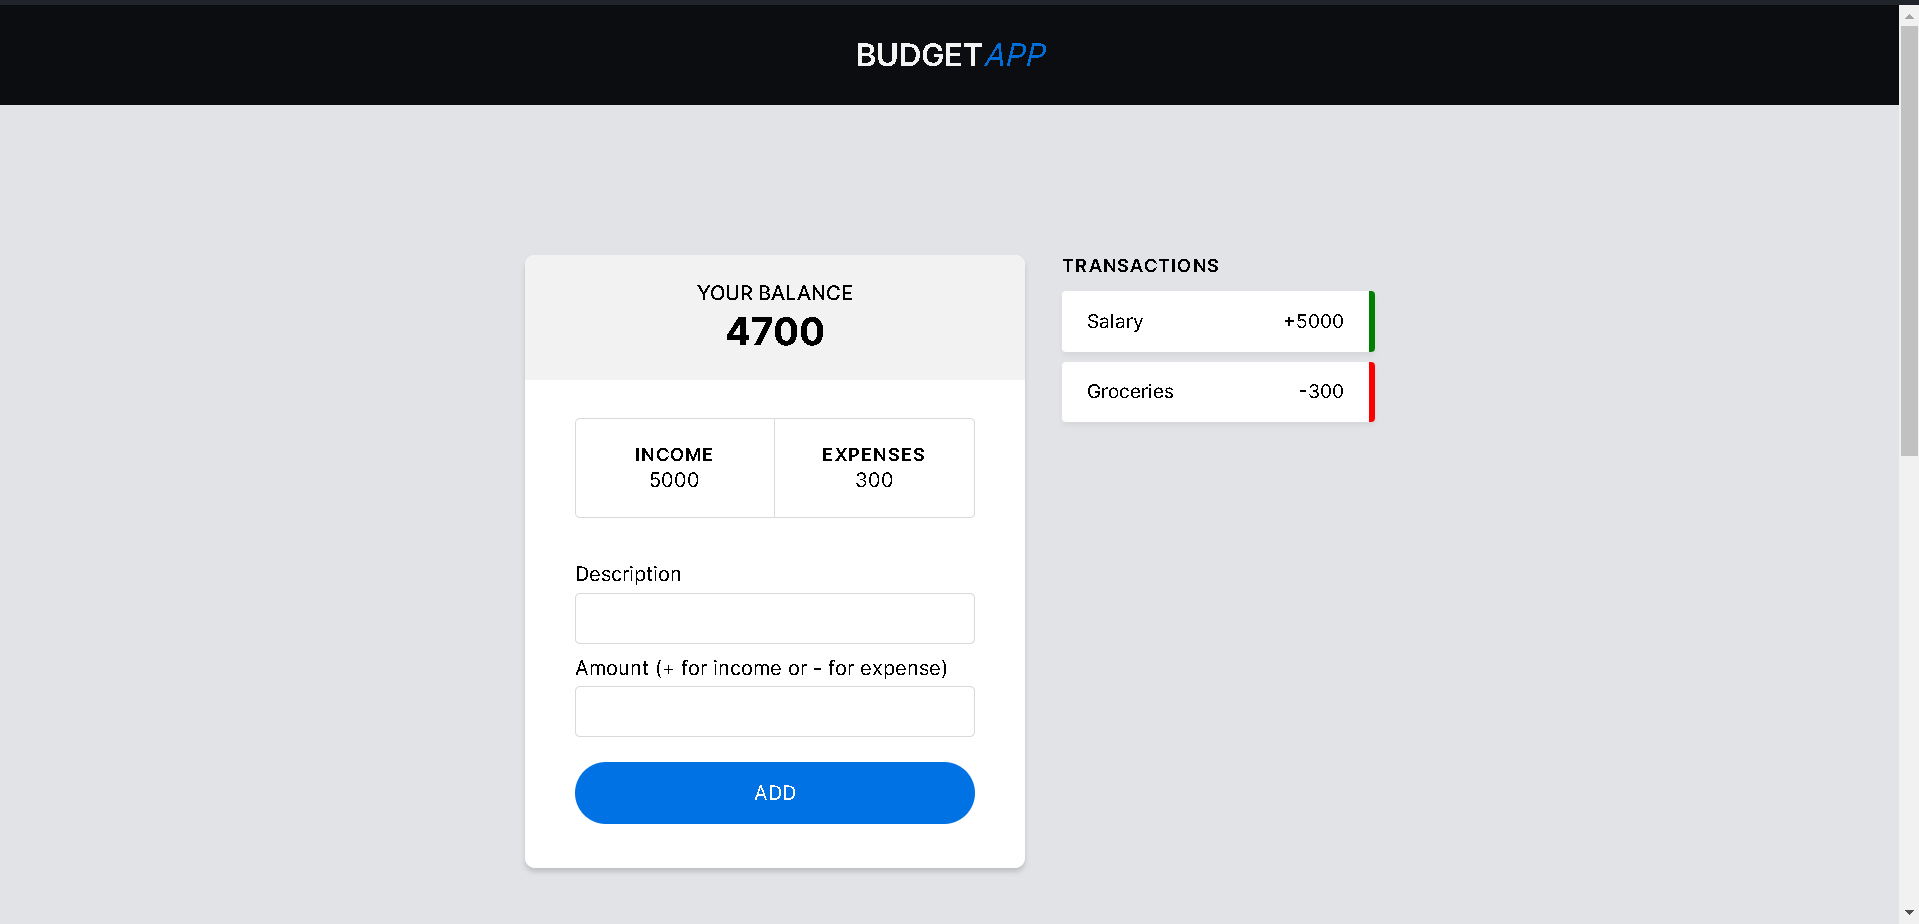 BUDGETAPP
YOUR BALANCE
4700
INCOME
5000
EXPENSES
300
Description
Amount (+ for income or - for expense)
ADD
TRANSACTIONS
Salary +5000
Groceries -300